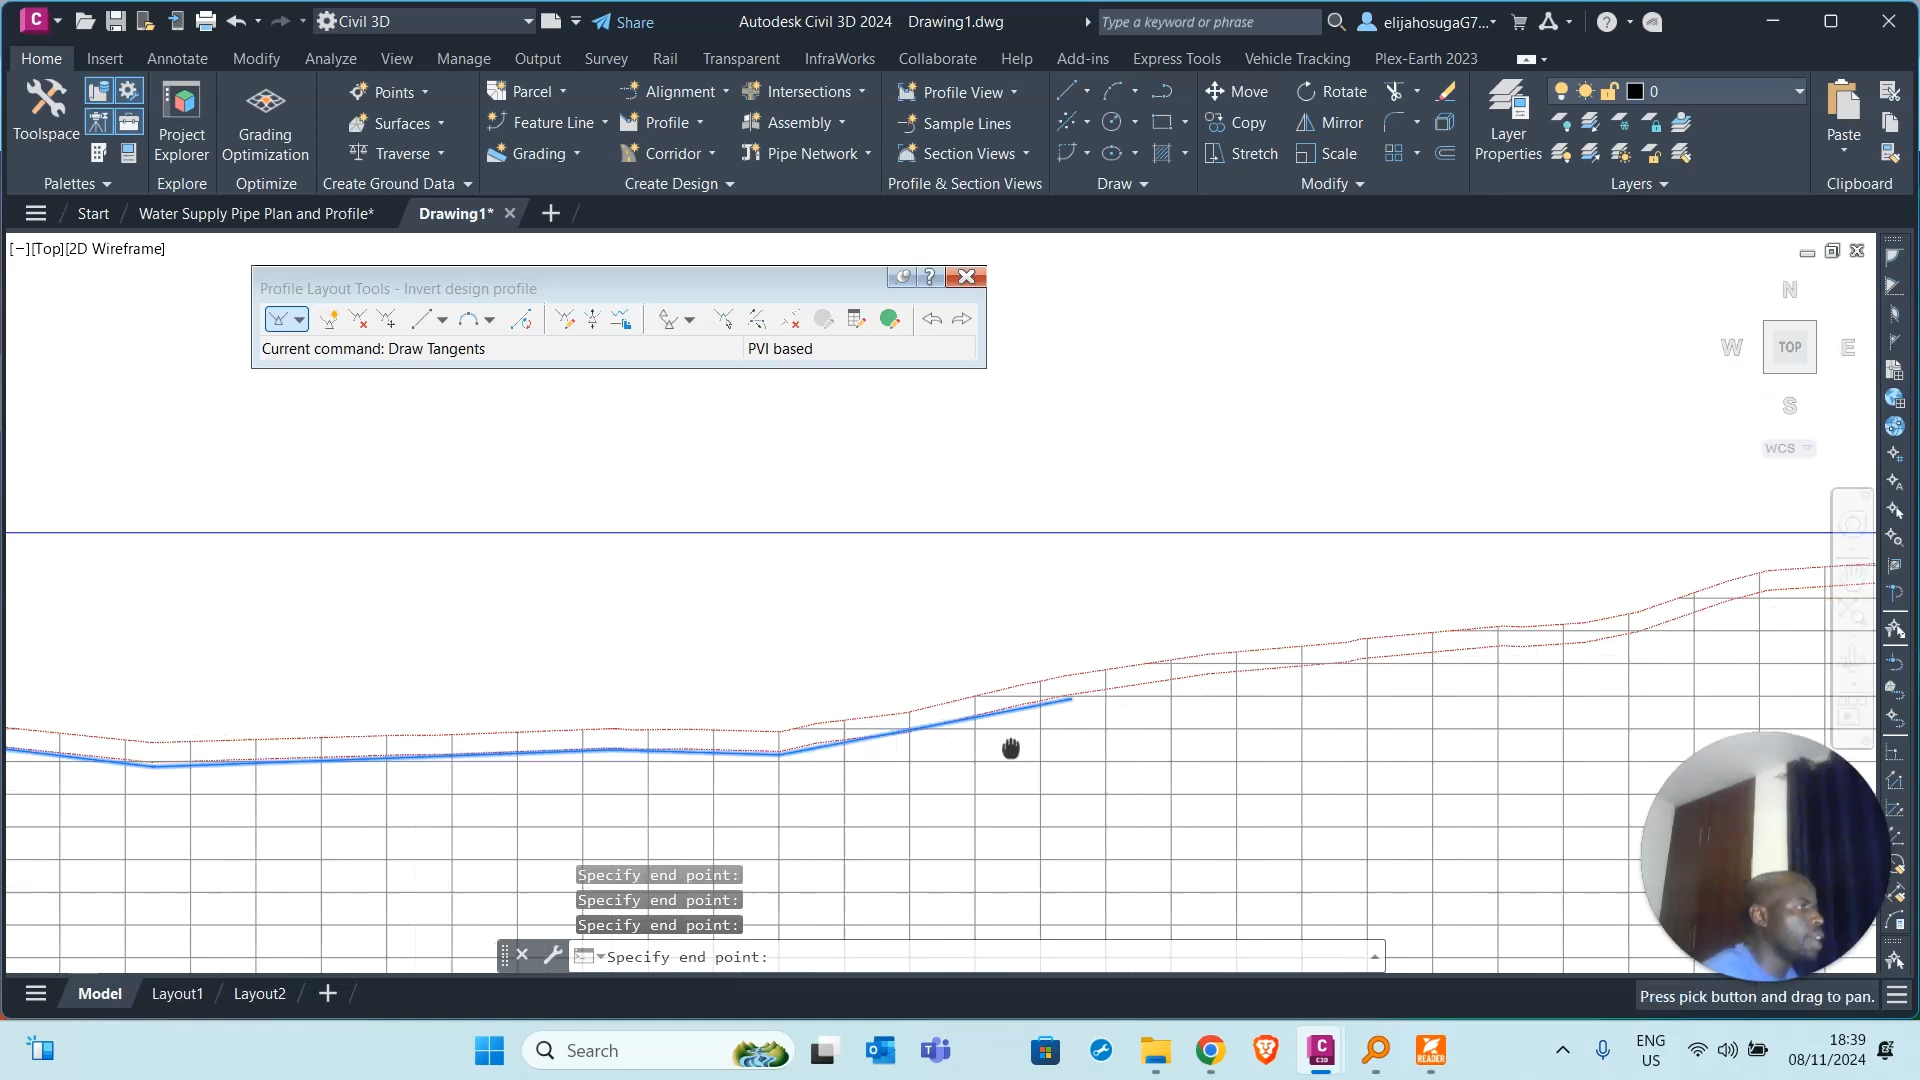 Civil 3D
Share
Autodesk Civil 3D 2024 Drawing1.dwg
Type a keyword or phrase
elijahosugaG7...
Home Insert Annotate Modify Analyze View Manage Output Survey Rail Transparent InfraWorks Collaborate Help Add-ins Express Tools Vehicle Tracking Plex-Earth 2023
Toolspace
Palettes
Project
Explorer
Explore
Grading
Optimization
Optimize
Points
Surfaces
Traverse
Create Ground Data
Parcel
Feature Line
Grading
Alignment
Profile
Corridor
Intersections
Assembly
Pipe Network
Create Design
Profile View
Sample Lines
Section Views
Profile & Section Views
Draw
Move
Copy
Stretch
Rotate
Mirror
Scale
Modify
Layer
Properties
0
Layers
Paste
Clipboard
Start Water Supply Pipe Plan and Profile* Drawing1*
[−][Top][2D Wireframe]
Profile Layout Tools - Invert design profile
Current command: Draw Tangents
PVI based
N
W
TOP
E
S
WCS
Specify end point:
Specify end point:
Specify end point:
Specify end point:
Model Layout1 Layout2
Press pick button and drag to pan.
Search
READER
ENG
US
18:39
08/11/2024